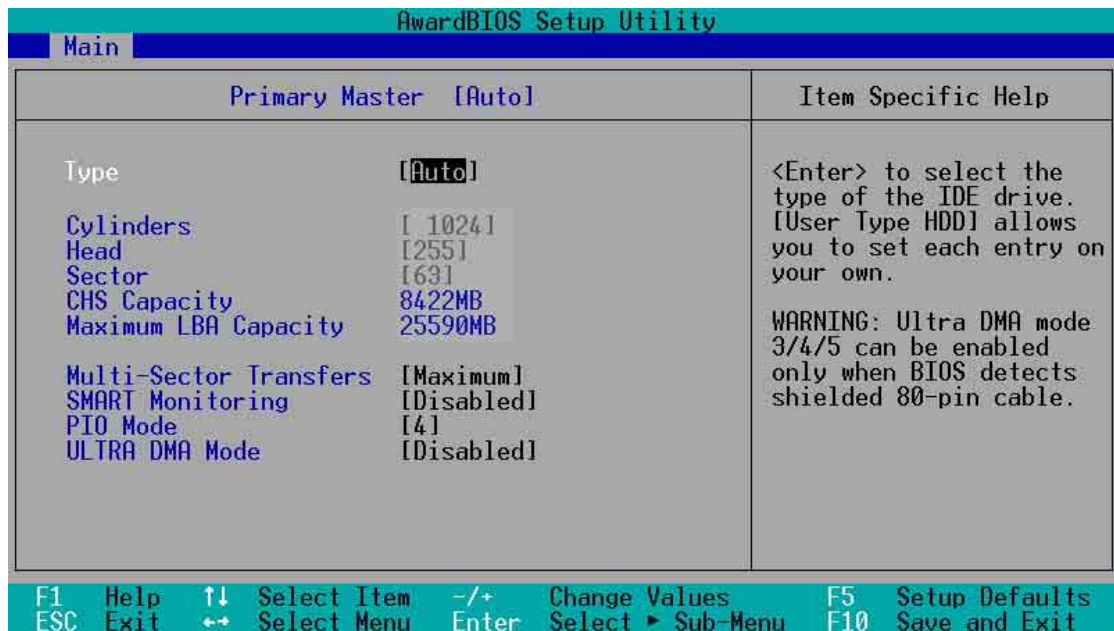 AwardBIOS Setup Utility
Main
Primary Master [Auto]
Type [Auto]
Cylinders [ 1024]
Head [255]
Sector [63]
CHS Capacity 8422MB
Maximum LBA Capacity 25590MB
Multi-Sector Transfers [Maximum]
SMART Monitoring [Disabled]
PIO Mode [4]
ULTRA DMA Mode [Disabled]
Item Specific Help
<Enter> to select the
type of the IDE drive.
[User Type HDD] allows
you to set each entry on
your own.
WARNING: Ultra DMA mode
3/4/5 can be enabled
only when BIOS detects
shielded 80-pin cable.
F1 Help ↑↓ Select Item -/+ Change Values F5 Setup Defaults
ESC Exit ←→ Select Menu Enter Select ► Sub-Menu F10 Save and Exit